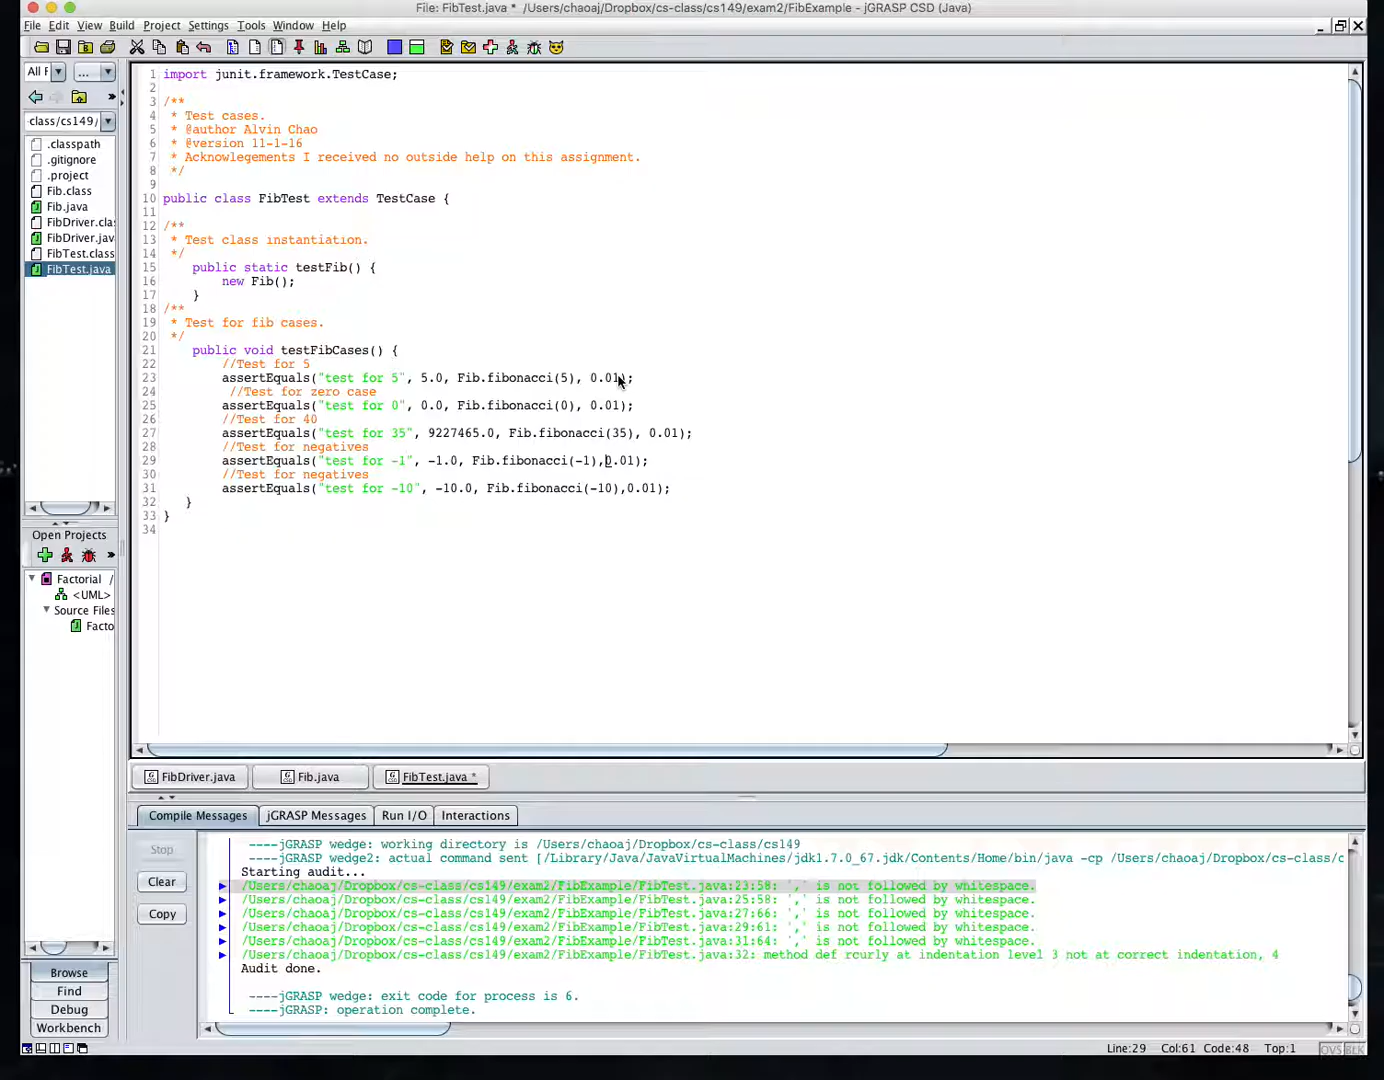 File: FibTest.java * /Users/chaoaj/Dropbox/cs-class/cs149/exam2/FibExample - jGRASP CSD (Java)
File Edit View Build Project Settings Tools Window Help
All F ...
class/cs149/
.classpath
.gitignore
.project
Fib.class
Fib.java
FibDriver.cla
FibDriver.jav
FibTest.class
FibTest.java
1 import junit.framework.TestCase;
2
3 /**
4 * Test cases.
5 * @author Alvin Chao
6 * @version 11-1-16
7 * Acknowlegements I received no outside help on this assignment.
8 */
9
10 public class FibTest extends TestCase {
11
12 /**
13 * Test class instantiation.
14 */
15 public static testFib() {
16 new Fib();
17 }
18 /**
19 * Test for fib cases.
20 */
21 public void testFibCases() {
22 //Test for 5
23 assertEquals("test for 5", 5.0, Fib.fibonacci(5), 0.01);
24 //Test for zero case
25 assertEquals("test for 0", 0.0, Fib.fibonacci(0), 0.01);
26 //Test for 40
27 assertEquals("test for 35", 9227465.0, Fib.fibonacci(35), 0.01);
28 //Test for negatives
29 assertEquals("test for -1", -1.0, Fib.fibonacci(-1),0.01);
30 //Test for negatives
31 assertEquals("test for -10", -10.0, Fib.fibonacci(-10),0.01);
32 }
33 }
34
Open Projects
Factorial /
<UML>
Source Files
Facto
FibDriver.java Fib.java FibTest.java *
Compile Messages jGRASP Messages Run I/O Interactions
Stop
Clear
Copy
----jGRASP wedge: working directory is /Users/chaoaj/Dropbox/cs-class/cs149
----jGRASP wedge2: actual command sent [/Library/Java/JavaVirtualMachines/jdk1.7.0_67.jdk/Contents/Home/bin/java -cp /Users/chaoaj/Dropbox/cs-class/cs149/c
Starting audit...
/Users/chaoaj/Dropbox/cs-class/cs149/exam2/FibExample/FibTest.java:23:58: ',' is not followed by whitespace.
/Users/chaoaj/Dropbox/cs-class/cs149/exam2/FibExample/FibTest.java:25:58: ',' is not followed by whitespace.
/Users/chaoaj/Dropbox/cs-class/cs149/exam2/FibExample/FibTest.java:27:66: ',' is not followed by whitespace.
/Users/chaoaj/Dropbox/cs-class/cs149/exam2/FibExample/FibTest.java:29:61: ',' is not followed by whitespace.
/Users/chaoaj/Dropbox/cs-class/cs149/exam2/FibExample/FibTest.java:31:64: ',' is not followed by whitespace.
/Users/chaoaj/Dropbox/cs-class/cs149/exam2/FibExample/FibTest.java:32: method def rcurly at indentation level 3 not at correct indentation, 4
Audit done.
----jGRASP wedge: exit code for process is 6.
----jGRASP: operation complete.
Browse
Find
Debug
Workbench
Line:29 Col:61 Code:48 Top:1 OVS BLK